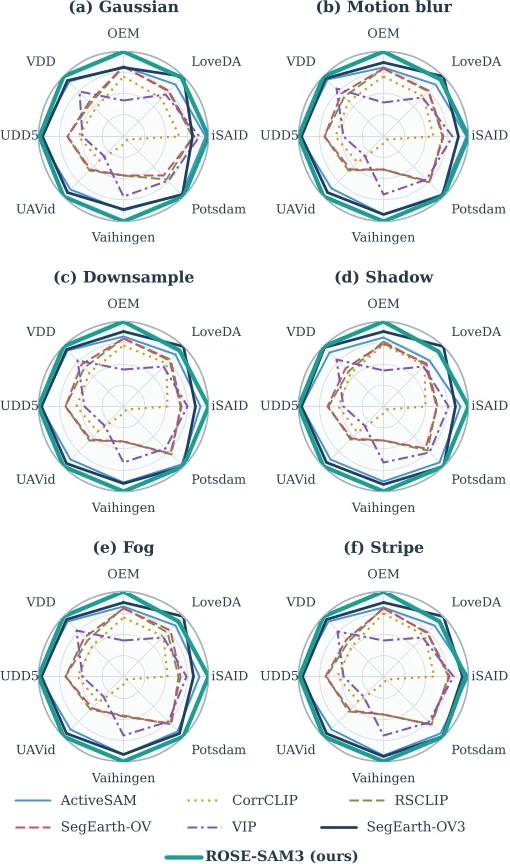 (a) Gaussian
(b) Motion blur
OEM
OEM
VDD
LoveDA
VDD
LoveDA
UDD5
iSAID
UDD5
iSAID
UAVid
Potsdam
UAVid
Potsdam
Vaihingen
Vaihingen
(c) Downsample
(d) Shadow
OEM
OEM
VDD
LoveDA
VDD
LoveDA
UDD5
iSAID
UDD5
iSAID
UAVid
Potsdam
UAVid
Potsdam
Vaihingen
Vaihingen
(e) Fog
(f) Stripe
OEM
OEM
VDD
LoveDA
VDD
LoveDA
UDD5
iSAID
UDD5
iSAID
UAVid
Potsdam
UAVid
Potsdam
Vaihingen
Vaihingen
ActiveSAM
CorrCLIP
RSCLIP
SegEarth-OV
VIP
SegEarth-OV3
ROSE-SAM3 (ours)